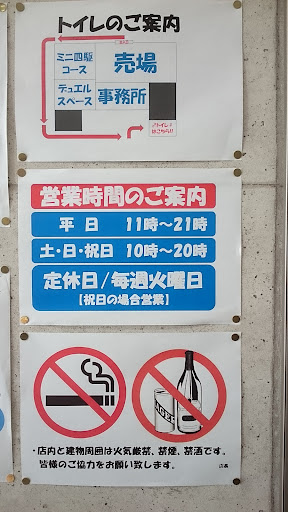 トイレのご案内
ミニ四駆
コース
売場
デュエル
スペース
事務所
トイレは
こちら!!
営業時間のご案内
平　日　11時～21時
土・日・祝日　10時～20時
定休日/毎週火曜日
【祝日の場合営業】
BEER
・店内と建物周囲は火気厳禁、禁煙、禁酒です。
皆様のご協力をお願い致します。
店長